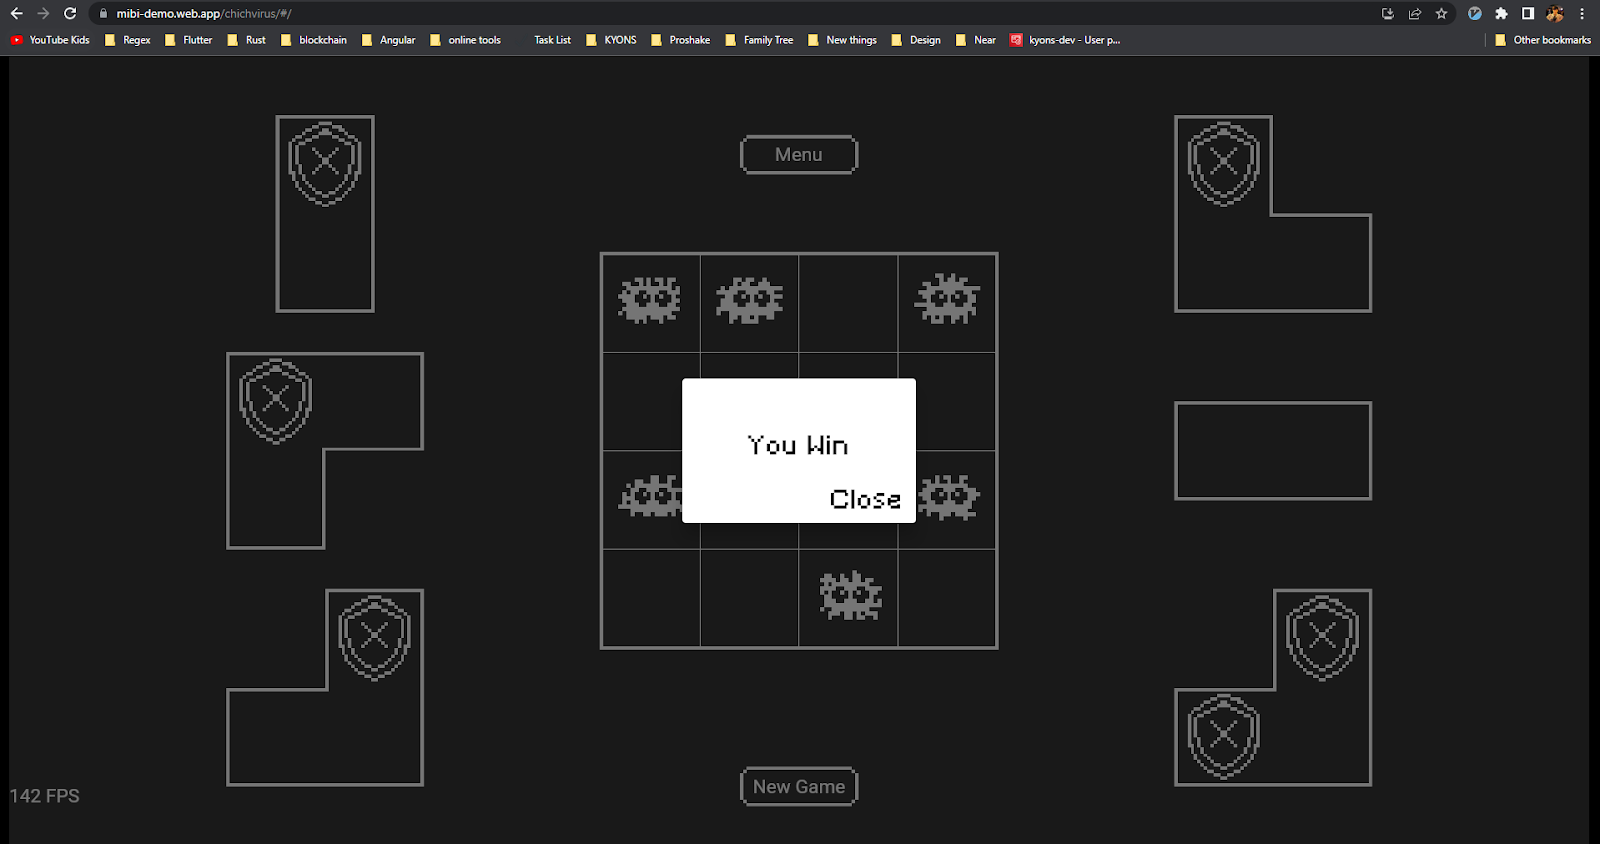 mibi-demo.web.app/chichvirus/#/
YouTube Kids Regex Flutter Rust blockchain Angular online tools Task List KYONS Proshake Family Tree New things Design Near kyons-dev - User p... Other bookmarks
Menu
You Win
Close
New Game
142 FPS